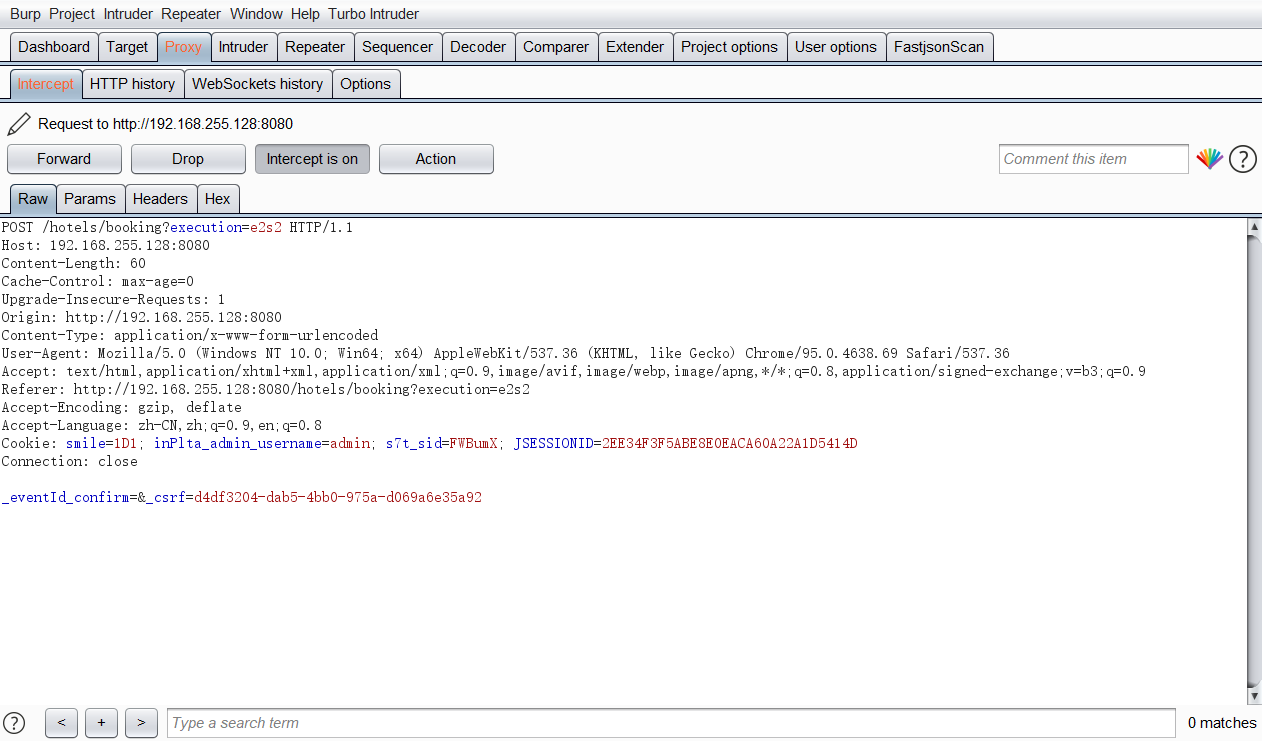 Burp Project Intruder Repeater Window Help Turbo Intruder
Dashboard Target Proxy Intruder Repeater Sequencer Decoder Comparer Extender Project options User options FastjsonScan
Intercept HTTP history WebSockets history Options
Request to http://192.168.255.128:8080
Forward Drop Intercept is on Action Comment this item ?
Raw Params Headers Hex
POST /hotels/booking?execution=e2s2 HTTP/1.1
Host: 192.168.255.128:8080
Content-Length: 60
Cache-Control: max-age=0
Upgrade-Insecure-Requests: 1
Origin: http://192.168.255.128:8080
Content-Type: application/x-www-form-urlencoded
User-Agent: Mozilla/5.0 (Windows NT 10.0; Win64; x64) AppleWebKit/537.36 (KHTML, like Gecko) Chrome/95.0.4638.69 Safari/537.36
Accept: text/html,application/xhtml+xml,application/xml;q=0.9,image/avif,image/webp,image/apng,*/*;q=0.8,application/signed-exchange;v=b3;q=0.9
Referer: http://192.168.255.128:8080/hotels/booking?execution=e2s2
Accept-Encoding: gzip, deflate
Accept-Language: zh-CN,zh;q=0.9,en;q=0.8
Cookie: smile=1D1; inPlta_admin_username=admin; s7t_sid=FWBumX; JSESSIONID=2EE34F3F5ABE8E0EACA60A22A1D5414D
Connection: close
_eventId_confirm=&_csrf=d4df3204-dab5-4bb0-975a-d069a6e35a92
? < + > Type a search term 0 matches